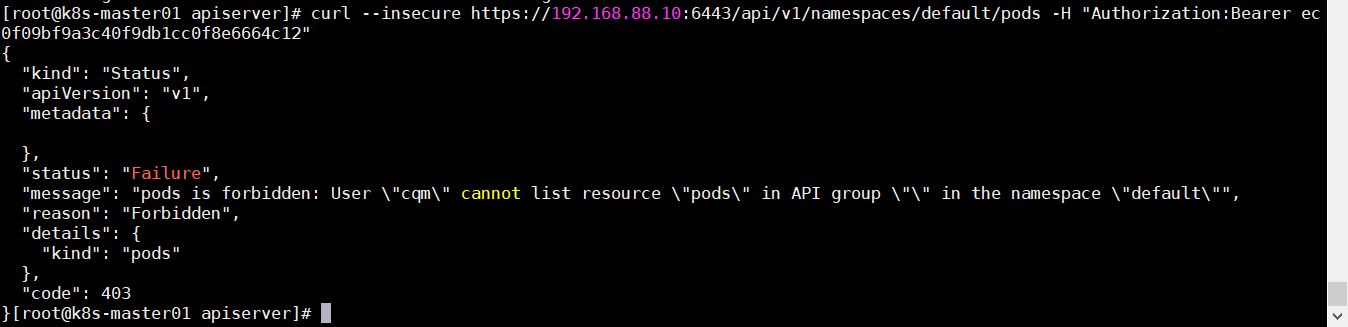 [root@k8s-master01 apiserver]# curl --insecure https://192.168.88.10:6443/api/v1/namespaces/default/pods -H "Authorization:Bearer ec
0f09bf9a3c40f9db1cc0f8e6664c12"
{
  "kind": "Status",
  "apiVersion": "v1",
  "metadata": {
  },
  "status": "Failure",
  "message": "pods is forbidden: User \"cqm\" cannot list resource \"pods\" in API group \"\" in the namespace \"default\"",
  "reason": "Forbidden",
  "details": {
    "kind": "pods"
  },
  "code": 403
}[root@k8s-master01 apiserver]#